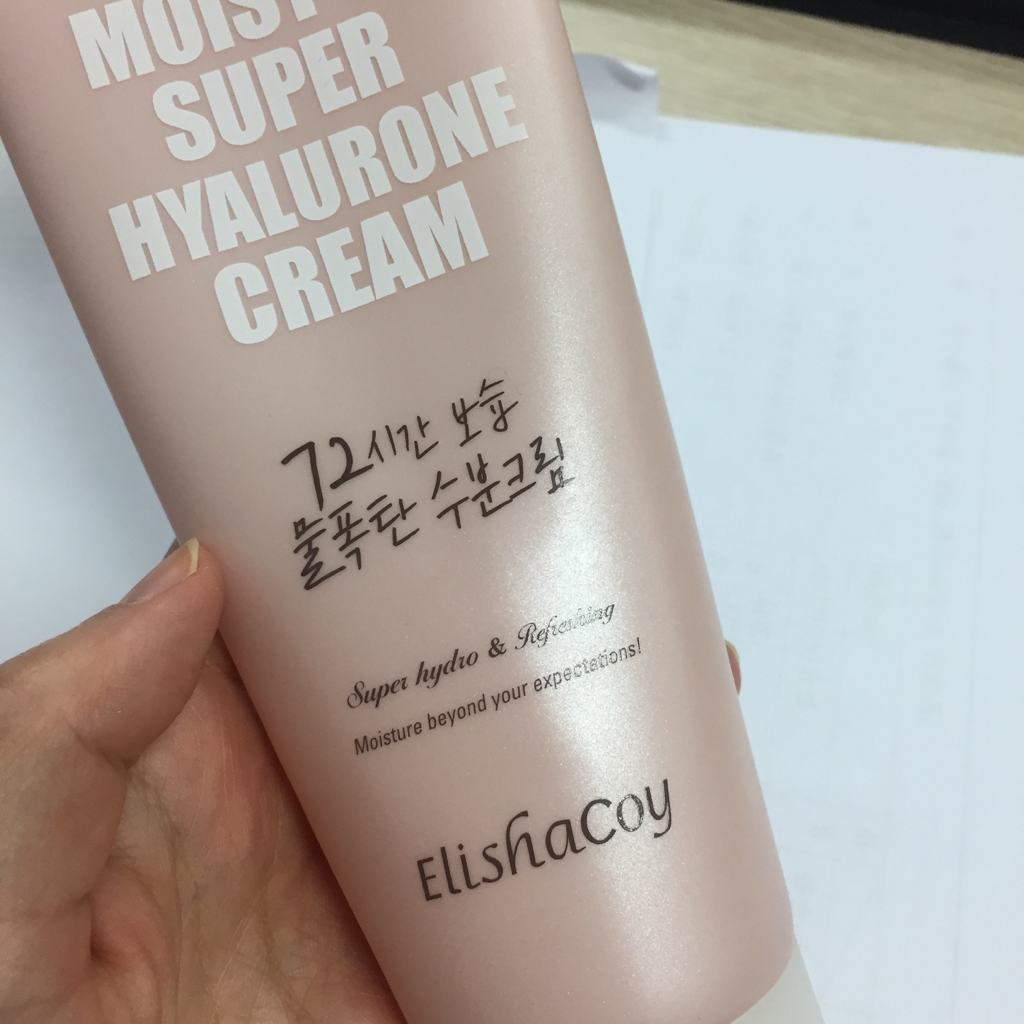 MOIST
SUPER
HYALURONE
CREAM
72시간 보습
물폭탄 수분크림
Super hydro & Refreshing
Moisture beyond your expectations!
Elishacoy